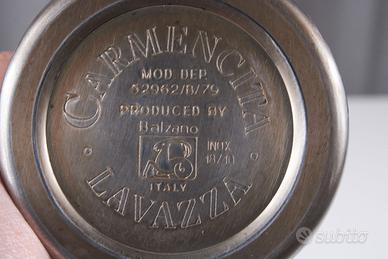 CARMENCITA
MOD. DEP.
52962/B/79
PRODUCED BY
Balzano
INOX
18/10
ITALY
LAVAZZA
subito